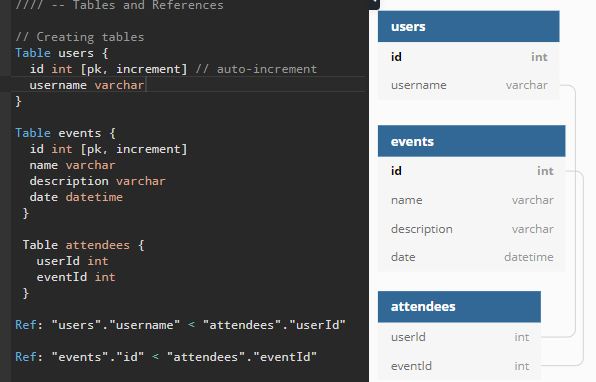 //// -- Tables and References
// Creating tables
Table users {
id int [pk, increment] // auto-increment
username varchar
}
Table events {
id int [pk, increment]
name varchar
description varchar
date datetime
}
Table attendees {
userId int
eventId int
}
Ref: "users"."username" < "attendees"."userId"
Ref: "events"."id" < "attendees"."eventId"
users
id int
username varchar
events
id int
name varchar
description varchar
date datetime
attendees
userId int
eventId int